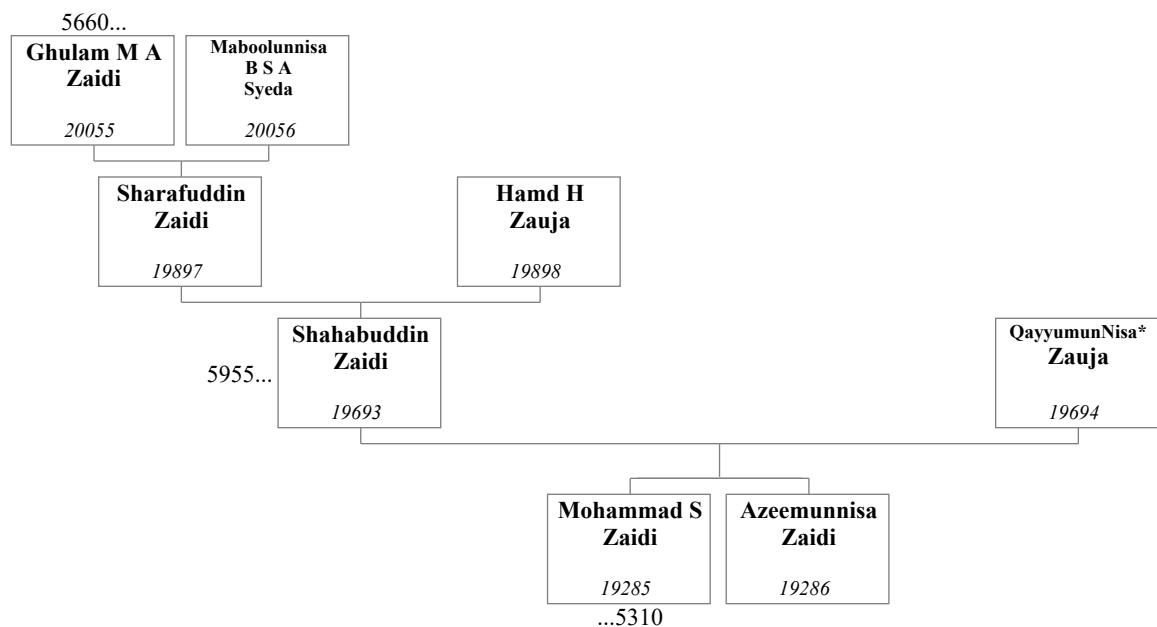 5660...
Ghulam M A
Zaidi
20055
Maboolunnisa
B S A
Syeda
20056
Sharafuddin
Zaidi
19897
Hamd H
Zauja
19898
5955...
Shahabuddin
Zaidi
19693
QayyumunNisa*
Zauja
19694
Mohammad S
Zaidi
19285
Azeemunnisa
Zaidi
19286
...5310